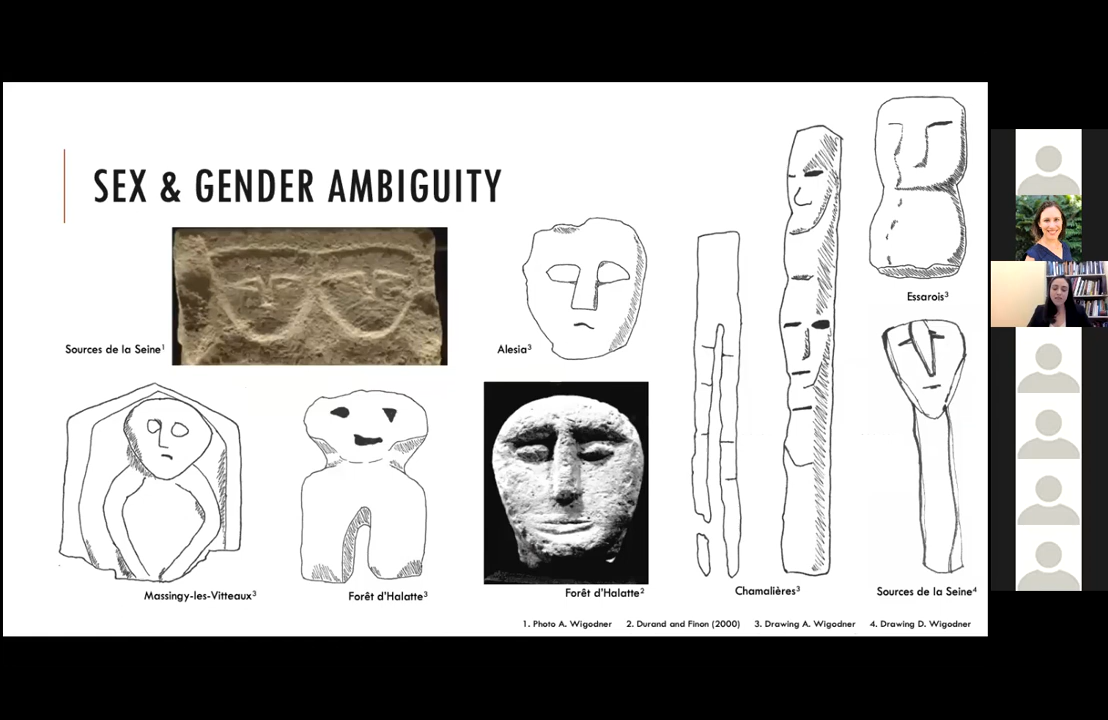 SEX & GENDER AMBIGUITY
Sources de la Seine¹
Alesia³
Essarois³
Massingy-les-Vitteaux³
Forêt d'Halatte³
Forêt d'Halatte²
Chamalières³
Sources de la Seine⁴
1. Photo A. Wigodner 2. Durand and Finon (2000) 3. Drawing A. Wigodner 4. Drawing D. Wigodner